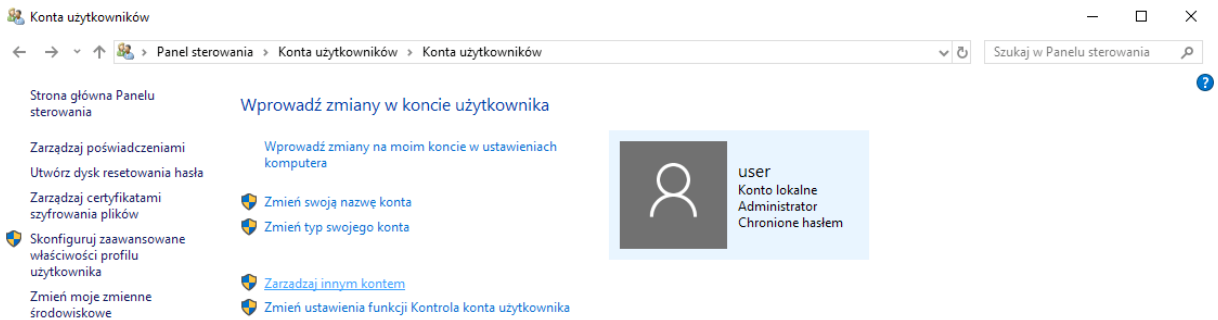 Konta użytkowników
Panel sterowania > Konta użytkowników > Konta użytkowników
Szukaj w Panelu sterowania
?
Strona główna Panelu
sterowania
Zarządzaj poświadczeniami
Utwórz dysk resetowania hasła
Zarządzaj certyfikatami
szyfrowania plików
Skonfiguruj zaawansowane
właściwości profilu
użytkownika
Zmień moje zmienne
środowiskowe
Wprowadź zmiany w koncie użytkownika
Wprowadź zmiany na moim koncie w ustawieniach
komputera
Zmień swoją nazwę konta
Zmień typ swojego konta
Zarządzaj innym kontem
Zmień ustawienia funkcji Kontrola konta użytkownika
user
Konto lokalne
Administrator
Chronione hasłem